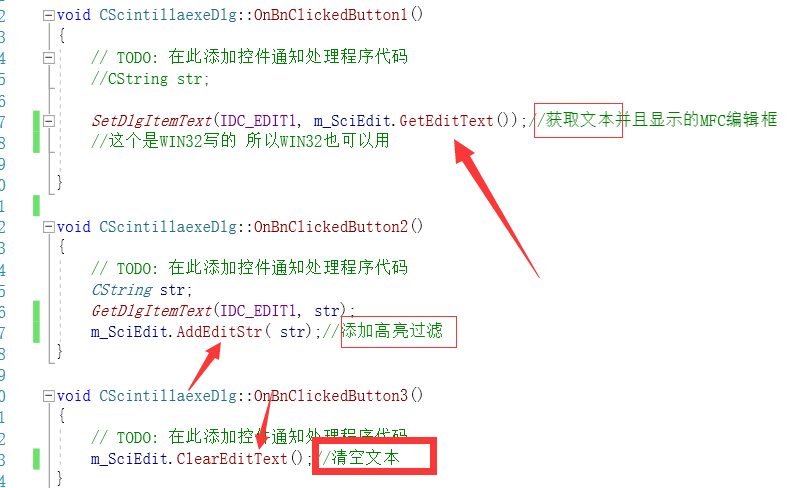 2 void CScintillaexeDlg::OnBnClickedButton1()
3 {
4 // TODO: 在此添加控件通知处理程序代码
5 //CString str;
6
7 SetDlgItemText(IDC_EDIT1, m_SciEdit.GetEditText());//获取文本并且显示的MFC编辑框
8 //这个是WIN32写的 所以WIN32也可以用
9
0 }
1
2 void CScintillaexeDlg::OnBnClickedButton2()
3 {
4 // TODO: 在此添加控件通知处理程序代码
5 CString str;
6 GetDlgItemText(IDC_EDIT1, str);
7 m_SciEdit.AddEditStr( str);//添加高亮过滤
8 }
9
0 void CScintillaexeDlg::OnBnClickedButton3()
1 {
2 // TODO: 在此添加控件通知处理程序代码
3 m_SciEdit.ClearEditText();//清空文本
4 }